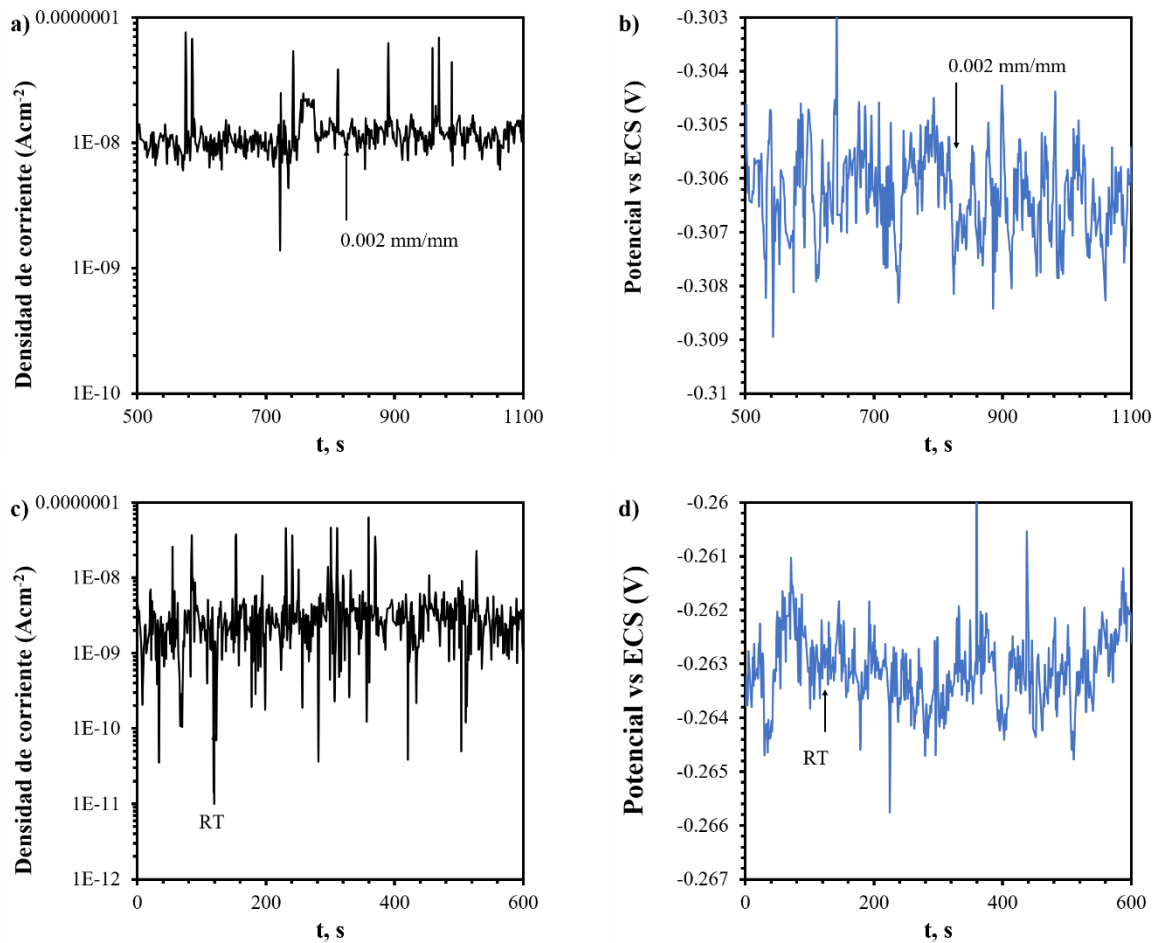 a)
0.0000001
1E-08
1E-09
1E-10
Densidad de corriente (Acm-2)
0.002 mm/mm
500 700 900 1100
t, s
b)
-0.303
-0.304
-0.305
-0.306
-0.307
-0.308
-0.309
-0.31
Potencial vs ECS (V)
0.002 mm/mm
500 700 900 1100
t, s
c)
0.0000001
1E-08
1E-09
1E-10
1E-11
1E-12
Densidad de corriente (Acm-2)
RT
0 200 400 600
t, s
d)
-0.26
-0.261
-0.262
-0.263
-0.264
-0.265
-0.266
-0.267
Potencial vs ECS (V)
RT
0 200 400 600
t, s